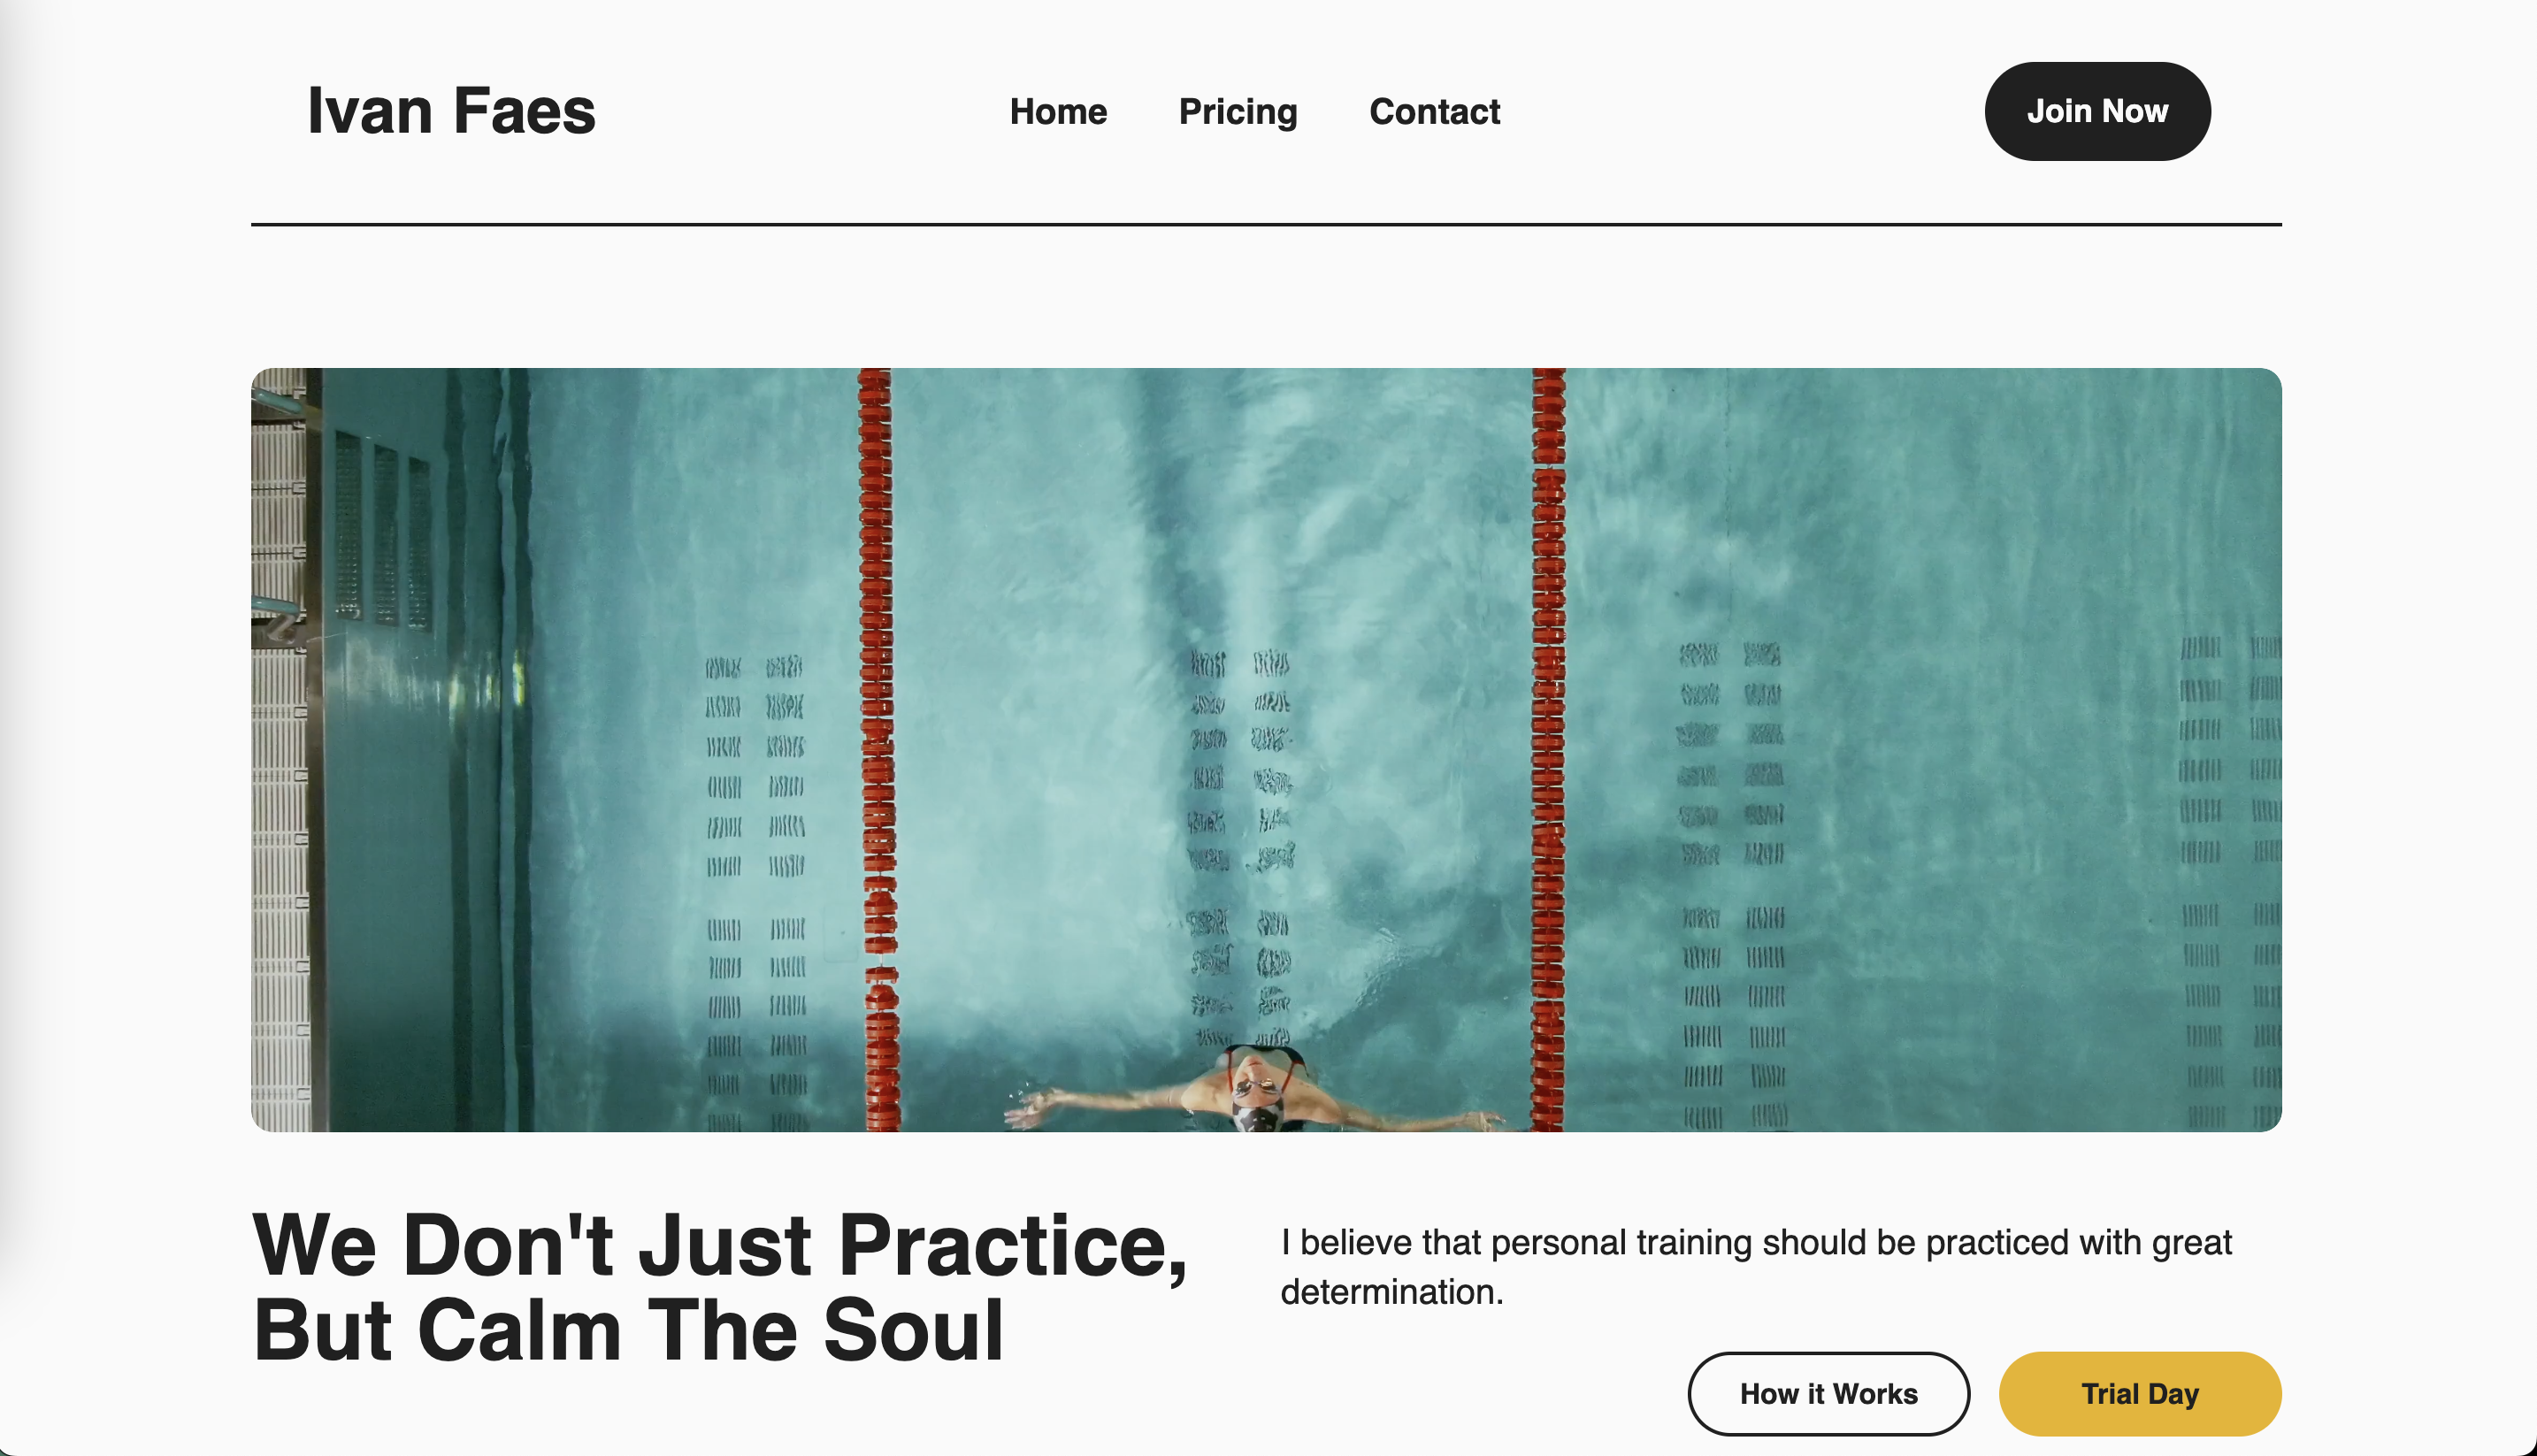 Ivan Faes
Home
Pricing
Contact
Join Now
We Don't Just Practice,
But Calm The Soul
I believe that personal training should be practiced with great
determination.
How it Works
Trial Day